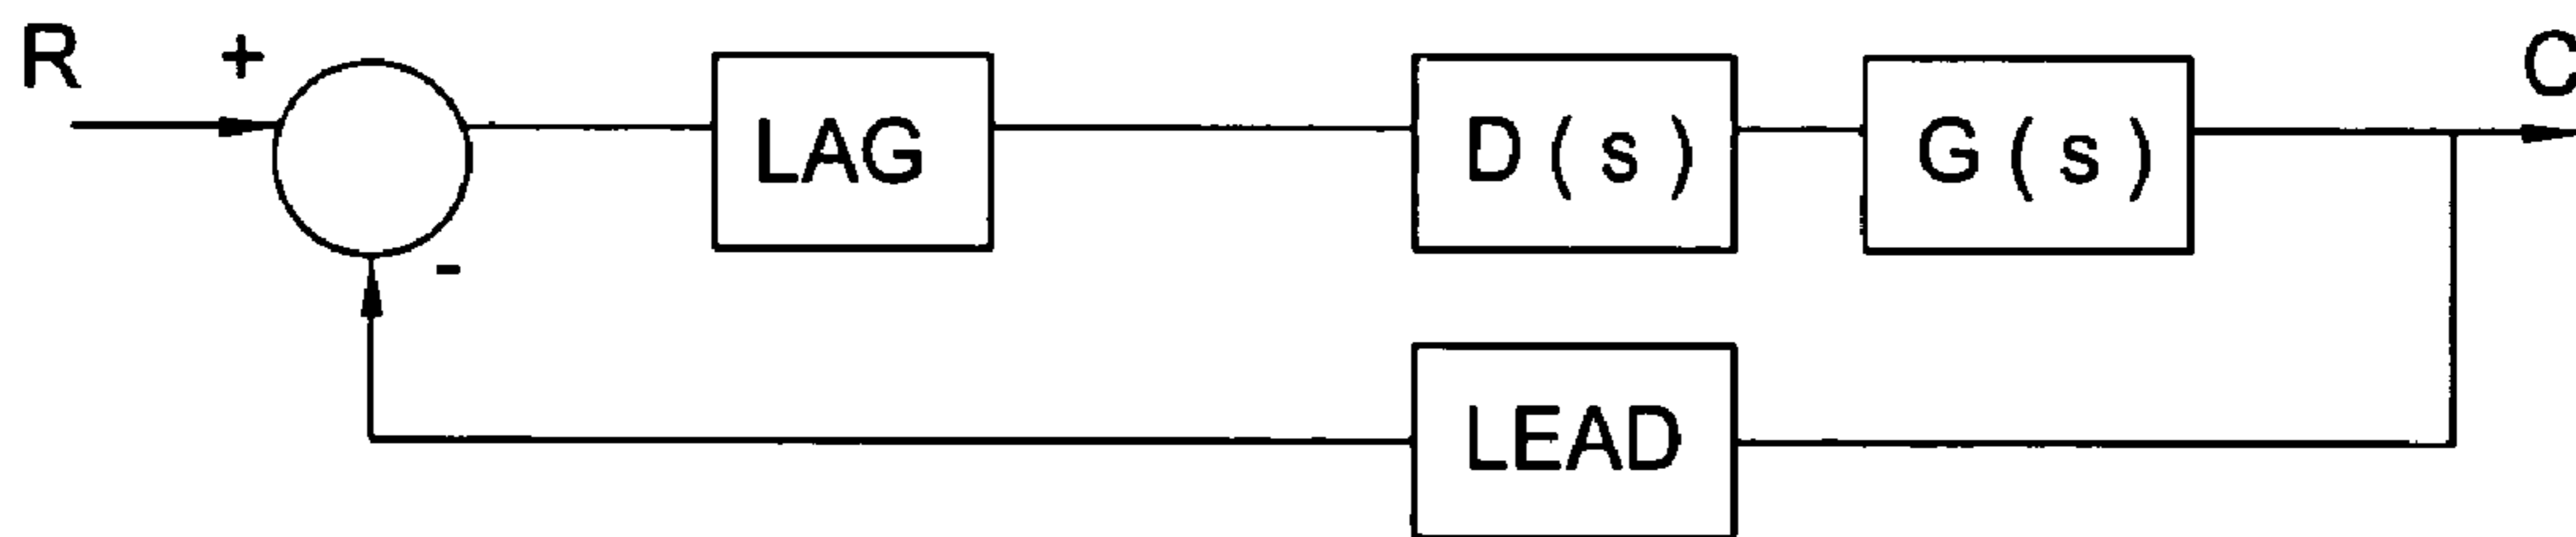 R
+
-
LAG
D ( s )
G ( s )
C
LEAD